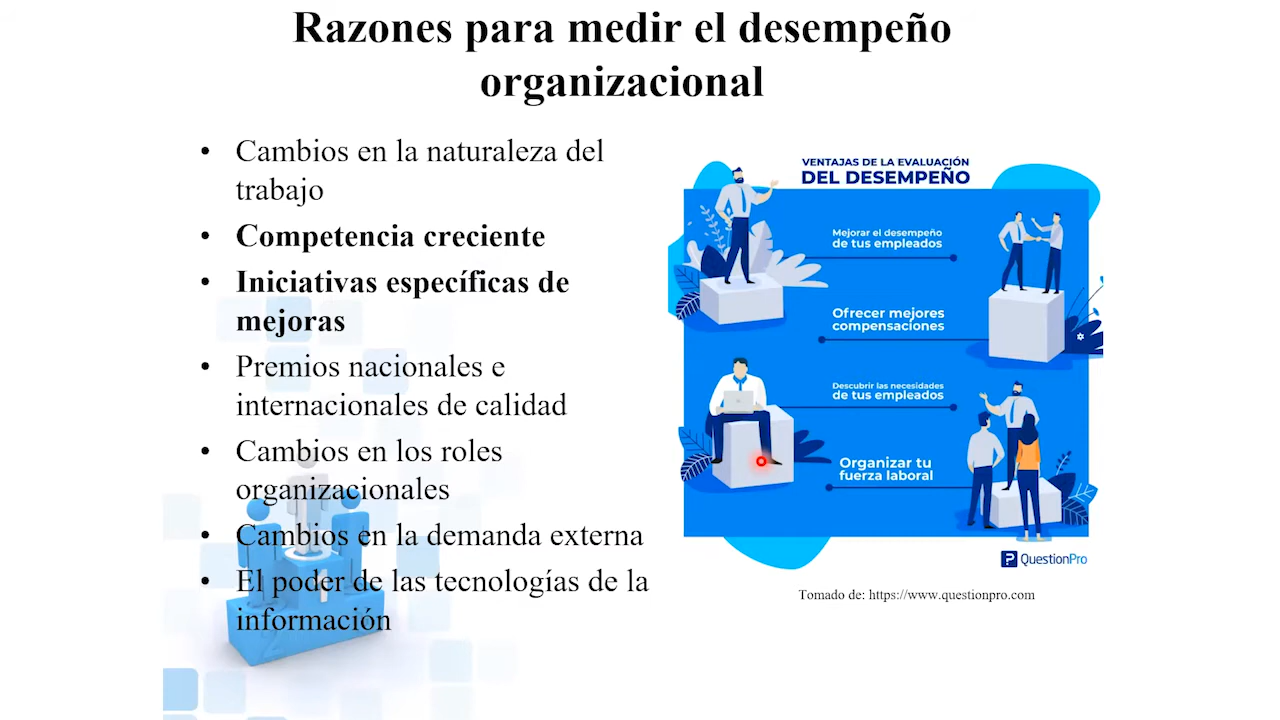 Razones para medir el desempeño
organizacional
• Cambios en la naturaleza del
trabajo
• Competencia creciente
• Iniciativas específicas de
mejoras
• Premios nacionales e
internacionales de calidad
• Cambios en los roles
organizacionales
• Cambios en la demanda externa
• El poder de las tecnologías de la
información
VENTAJAS DE LA EVALUACIÓN
DEL DESEMPEÑO
Mejorar el desempeño
de tus empleados
Ofrecer mejores
compensaciones
Descubrir las necesidades
de tus empleados
Organizar tu
fuerza laboral
QuestionPro
Tomado de: https://www.questionpro.com